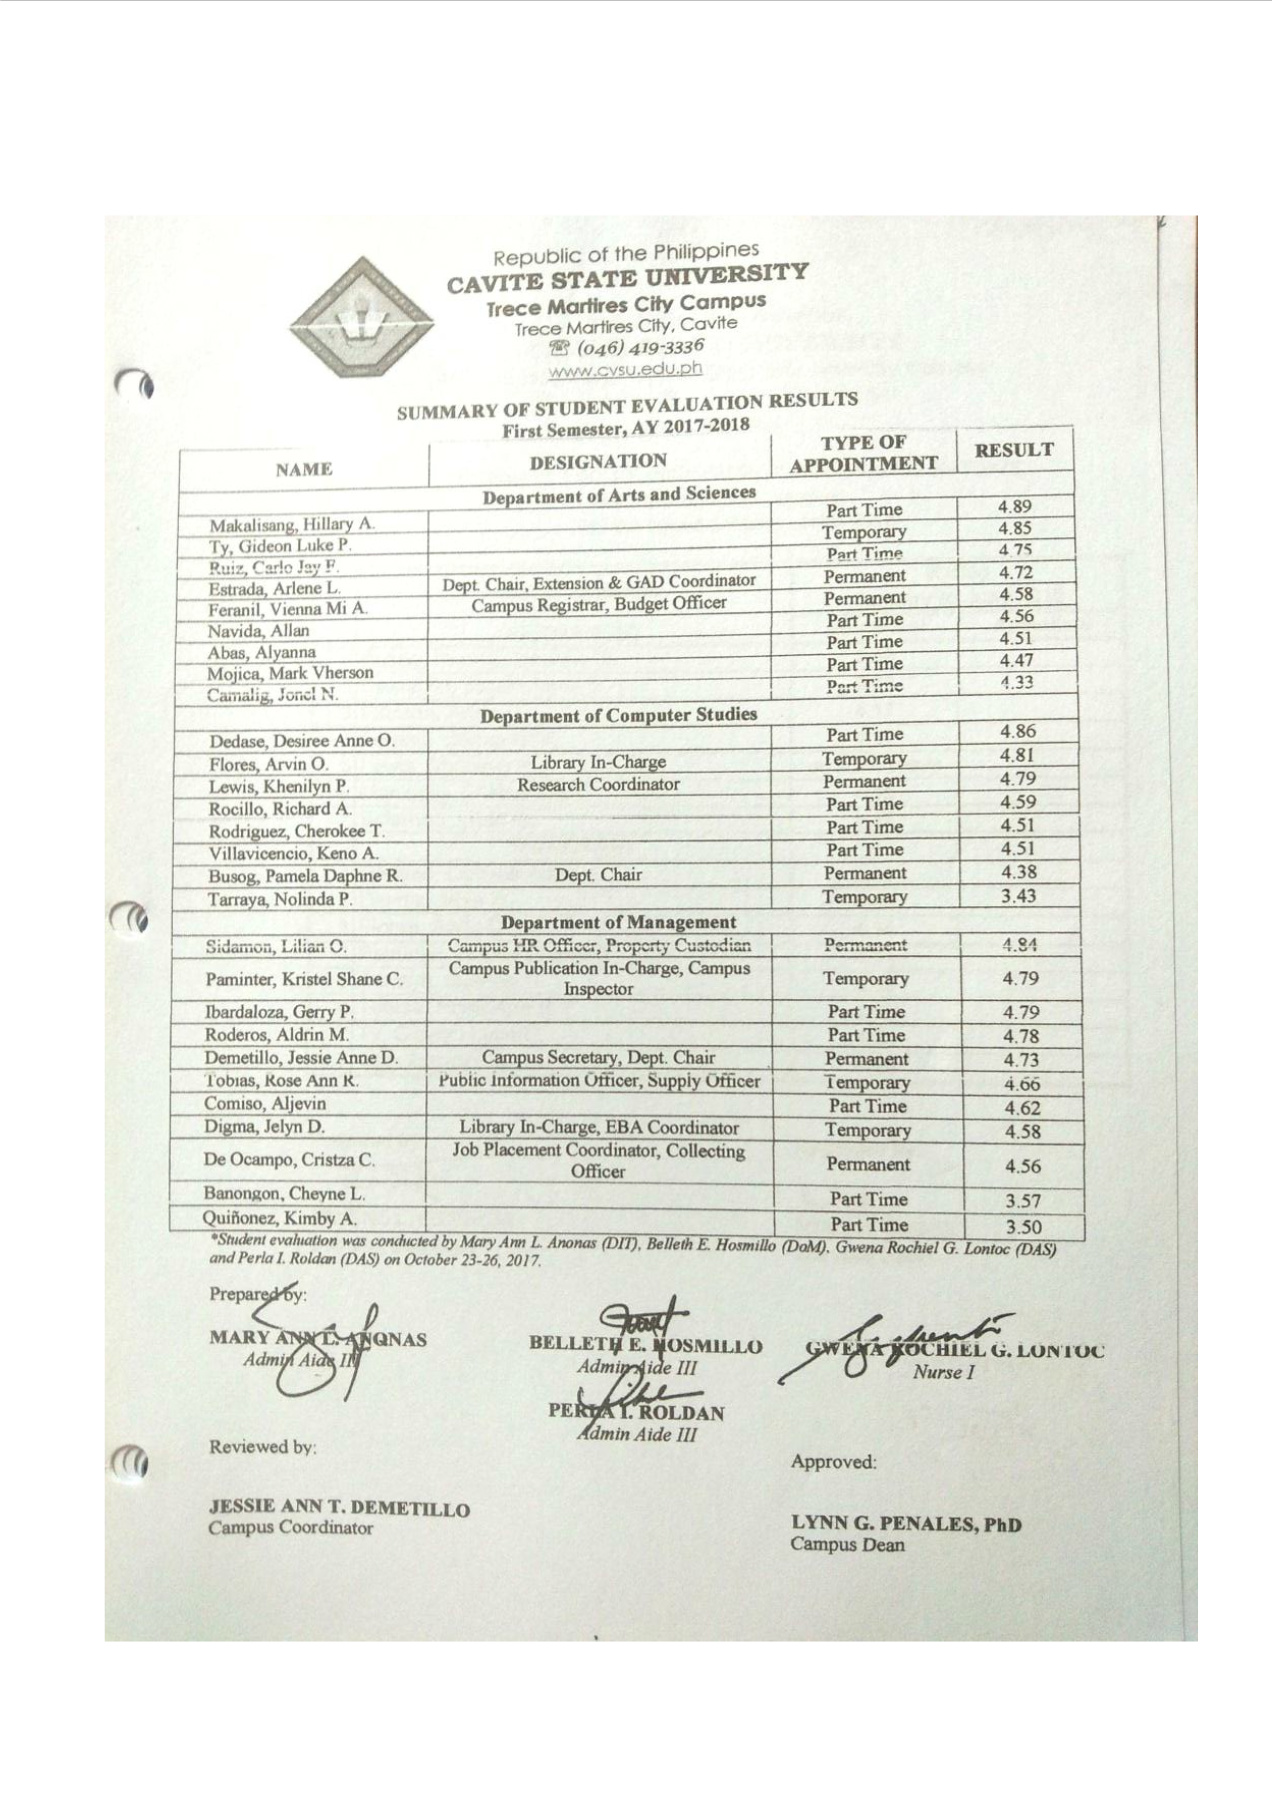 Republic of the Philippines
CAVITE STATE UNIVERSITY
Trece Martires City Campus
Trece Martires City, Cavite
☏ (046) 419-3336
www.cvsu.edu.ph
SUMMARY OF STUDENT EVALUATION RESULTS
First Semester, AY 2017-2018
NAME DESIGNATION TYPE OF APPOINTMENT RESULT
Department of Arts and Sciences
Makalisang, Hillary A. Part Time 4.89
Ty, Gideon Luke P. Temporary 4.85
Ruiz, Carlo Jay F. Part Time 4.75
Estrada, Arlene L. Dept. Chair, Extension & GAD Coordinator Permanent 4.72
Feranil, Vienna Mi A. Campus Registrar, Budget Officer Permanent 4.58
Navida, Allan Part Time 4.56
Abas, Alyanna Part Time 4.51
Mojica, Mark Vherson Part Time 4.47
Camalig, Jonel N. Part Time 4.33
Department of Computer Studies
Dedase, Desiree Anne O. Part Time 4.86
Flores, Arvin O. Library In-Charge Temporary 4.81
Lewis, Khenilyn P. Research Coordinator Permanent 4.79
Rocillo, Richard A. Part Time 4.59
Rodriguez, Cherokee T. Part Time 4.51
Villavicencio, Keno A. Part Time 4.51
Busog, Pamela Daphne R. Dept. Chair Permanent 4.38
Tarraya, Nolinda P. Temporary 3.43
Department of Management
Sidamon, Lilian O. Campus HR Officer, Property Custodian Permanent 4.84
Paminter, Kristel Shane C. Campus Publication In-Charge, Campus Inspector Temporary 4.79
Ibardaloza, Gerry P. Part Time 4.79
Roderos, Aldrin M. Part Time 4.78
Demetillo, Jessie Anne D. Campus Secretary, Dept. Chair Permanent 4.73
Tobias, Rose Ann K. Public Information Officer, Supply Officer Temporary 4.66
Comiso, Aljevin Part Time 4.62
Digma, Jelyn D. Library In-Charge, EBA Coordinator Temporary 4.58
De Ocampo, Cristza C. Job Placement Coordinator, Collecting Officer Permanent 4.56
Banongon, Cheyne L. Part Time 3.57
Quiñonez, Kimby A. Part Time 3.50
*Student evaluation was conducted by Mary Ann L. Anonas (DIT), Belleth E. Hosmillo (DoM), Gwena Rochiel G. Lontoc (DAS)
and Perla I. Roldan (DAS) on October 23-26, 2017.
Prepared by:
MARY ANN L. ANONAS BELLETH E. HOSMILLO GWENA ROCHIEL G. LONTOC
Admin Aide III Admin Aide III Nurse I
PERLA I. ROLDAN
Admin Aide III
Reviewed by:
Approved:
JESSIE ANN T. DEMETILLO
Campus Coordinator
LYNN G. PENALES, PhD
Campus Dean